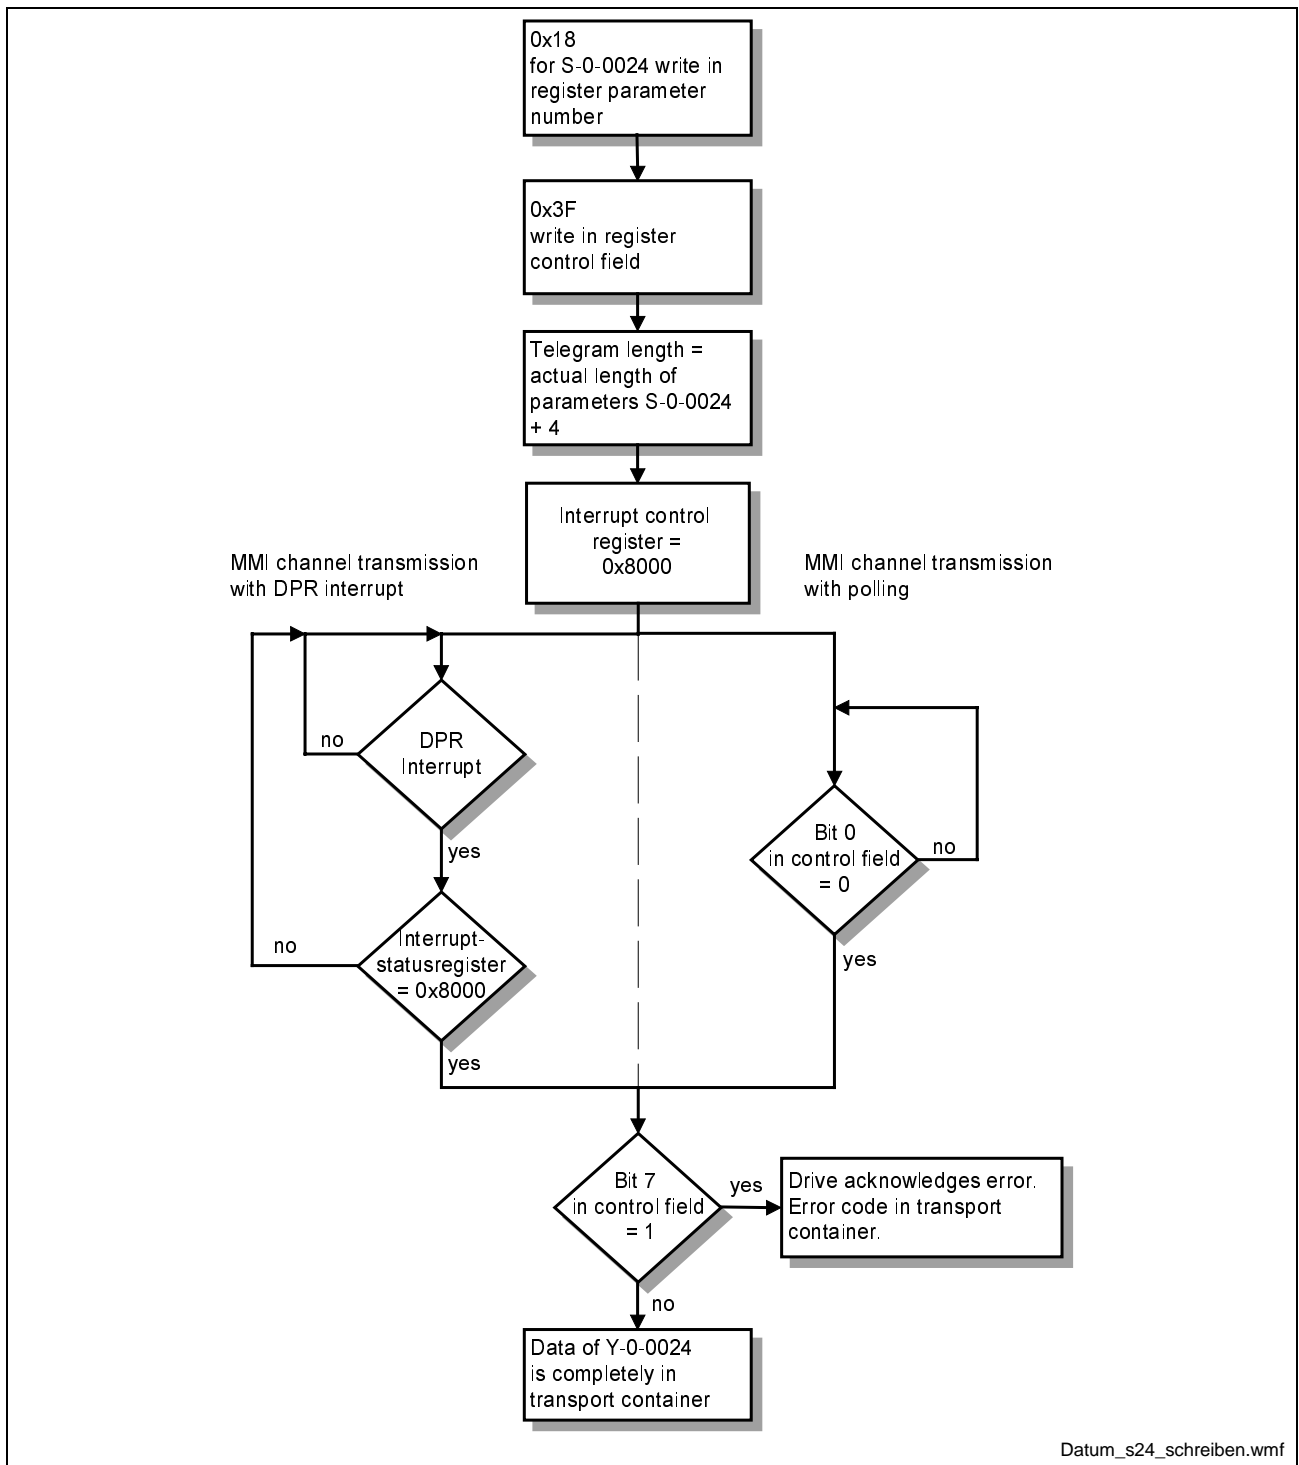 0x18
for S-0-0024 write in
register parameter
number
0x3F
write in register
control field
Telegram length =
actual length of
parameters S-0-0024
+ 4
Interrupt control
register =
0x8000
MMI channel transmission
with DPR interrupt
MMI channel transmission
with polling
DPR
Interrupt
no
yes
Bit 0
in control field
= 0
no
yes
Interrupt-
statusregister
= 0x8000
no
yes
Bit 7
in control field
= 1
yes
Drive acknowledges error.
Error code in transport
container.
no
Data of Y-0-0024
is completely in
transport container
Datum_s24_schreiben.wmf